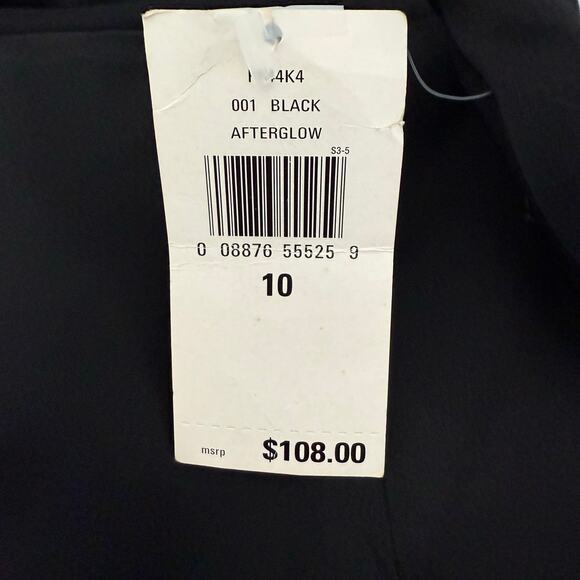 001 BLACK
AFTERGLOW
S3-5
0 08876 55525 9
10
msrp $108.00